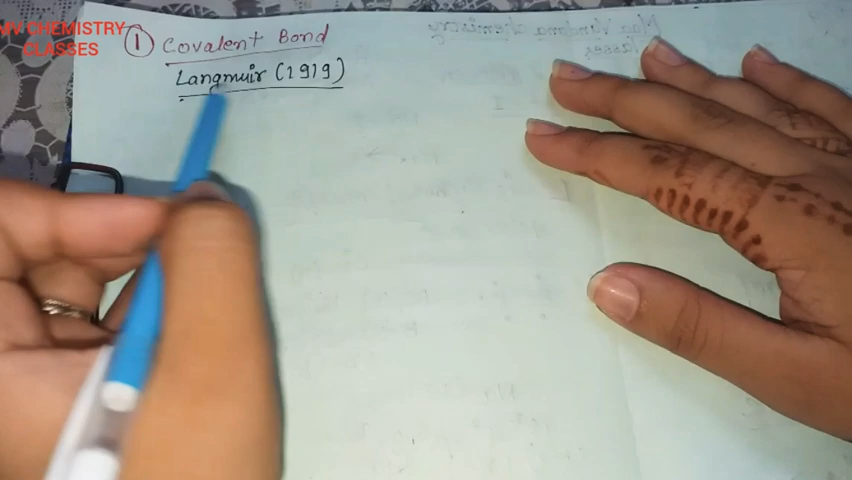 MV CHEMISTRY
CLASSES
① Covalent Bond
Langmuir (1919)